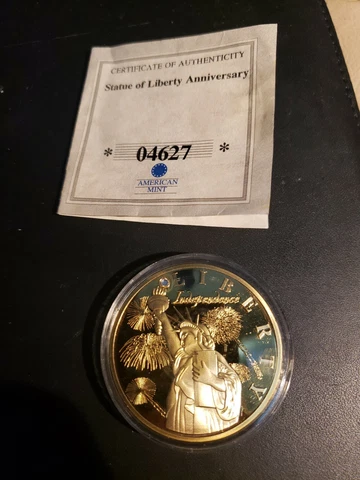 CERTIFICATE OF AUTHENTICITY
Statue of Liberty Anniversary
* 04627 *
AMERICAN
MINT
LIBERTY
Independence